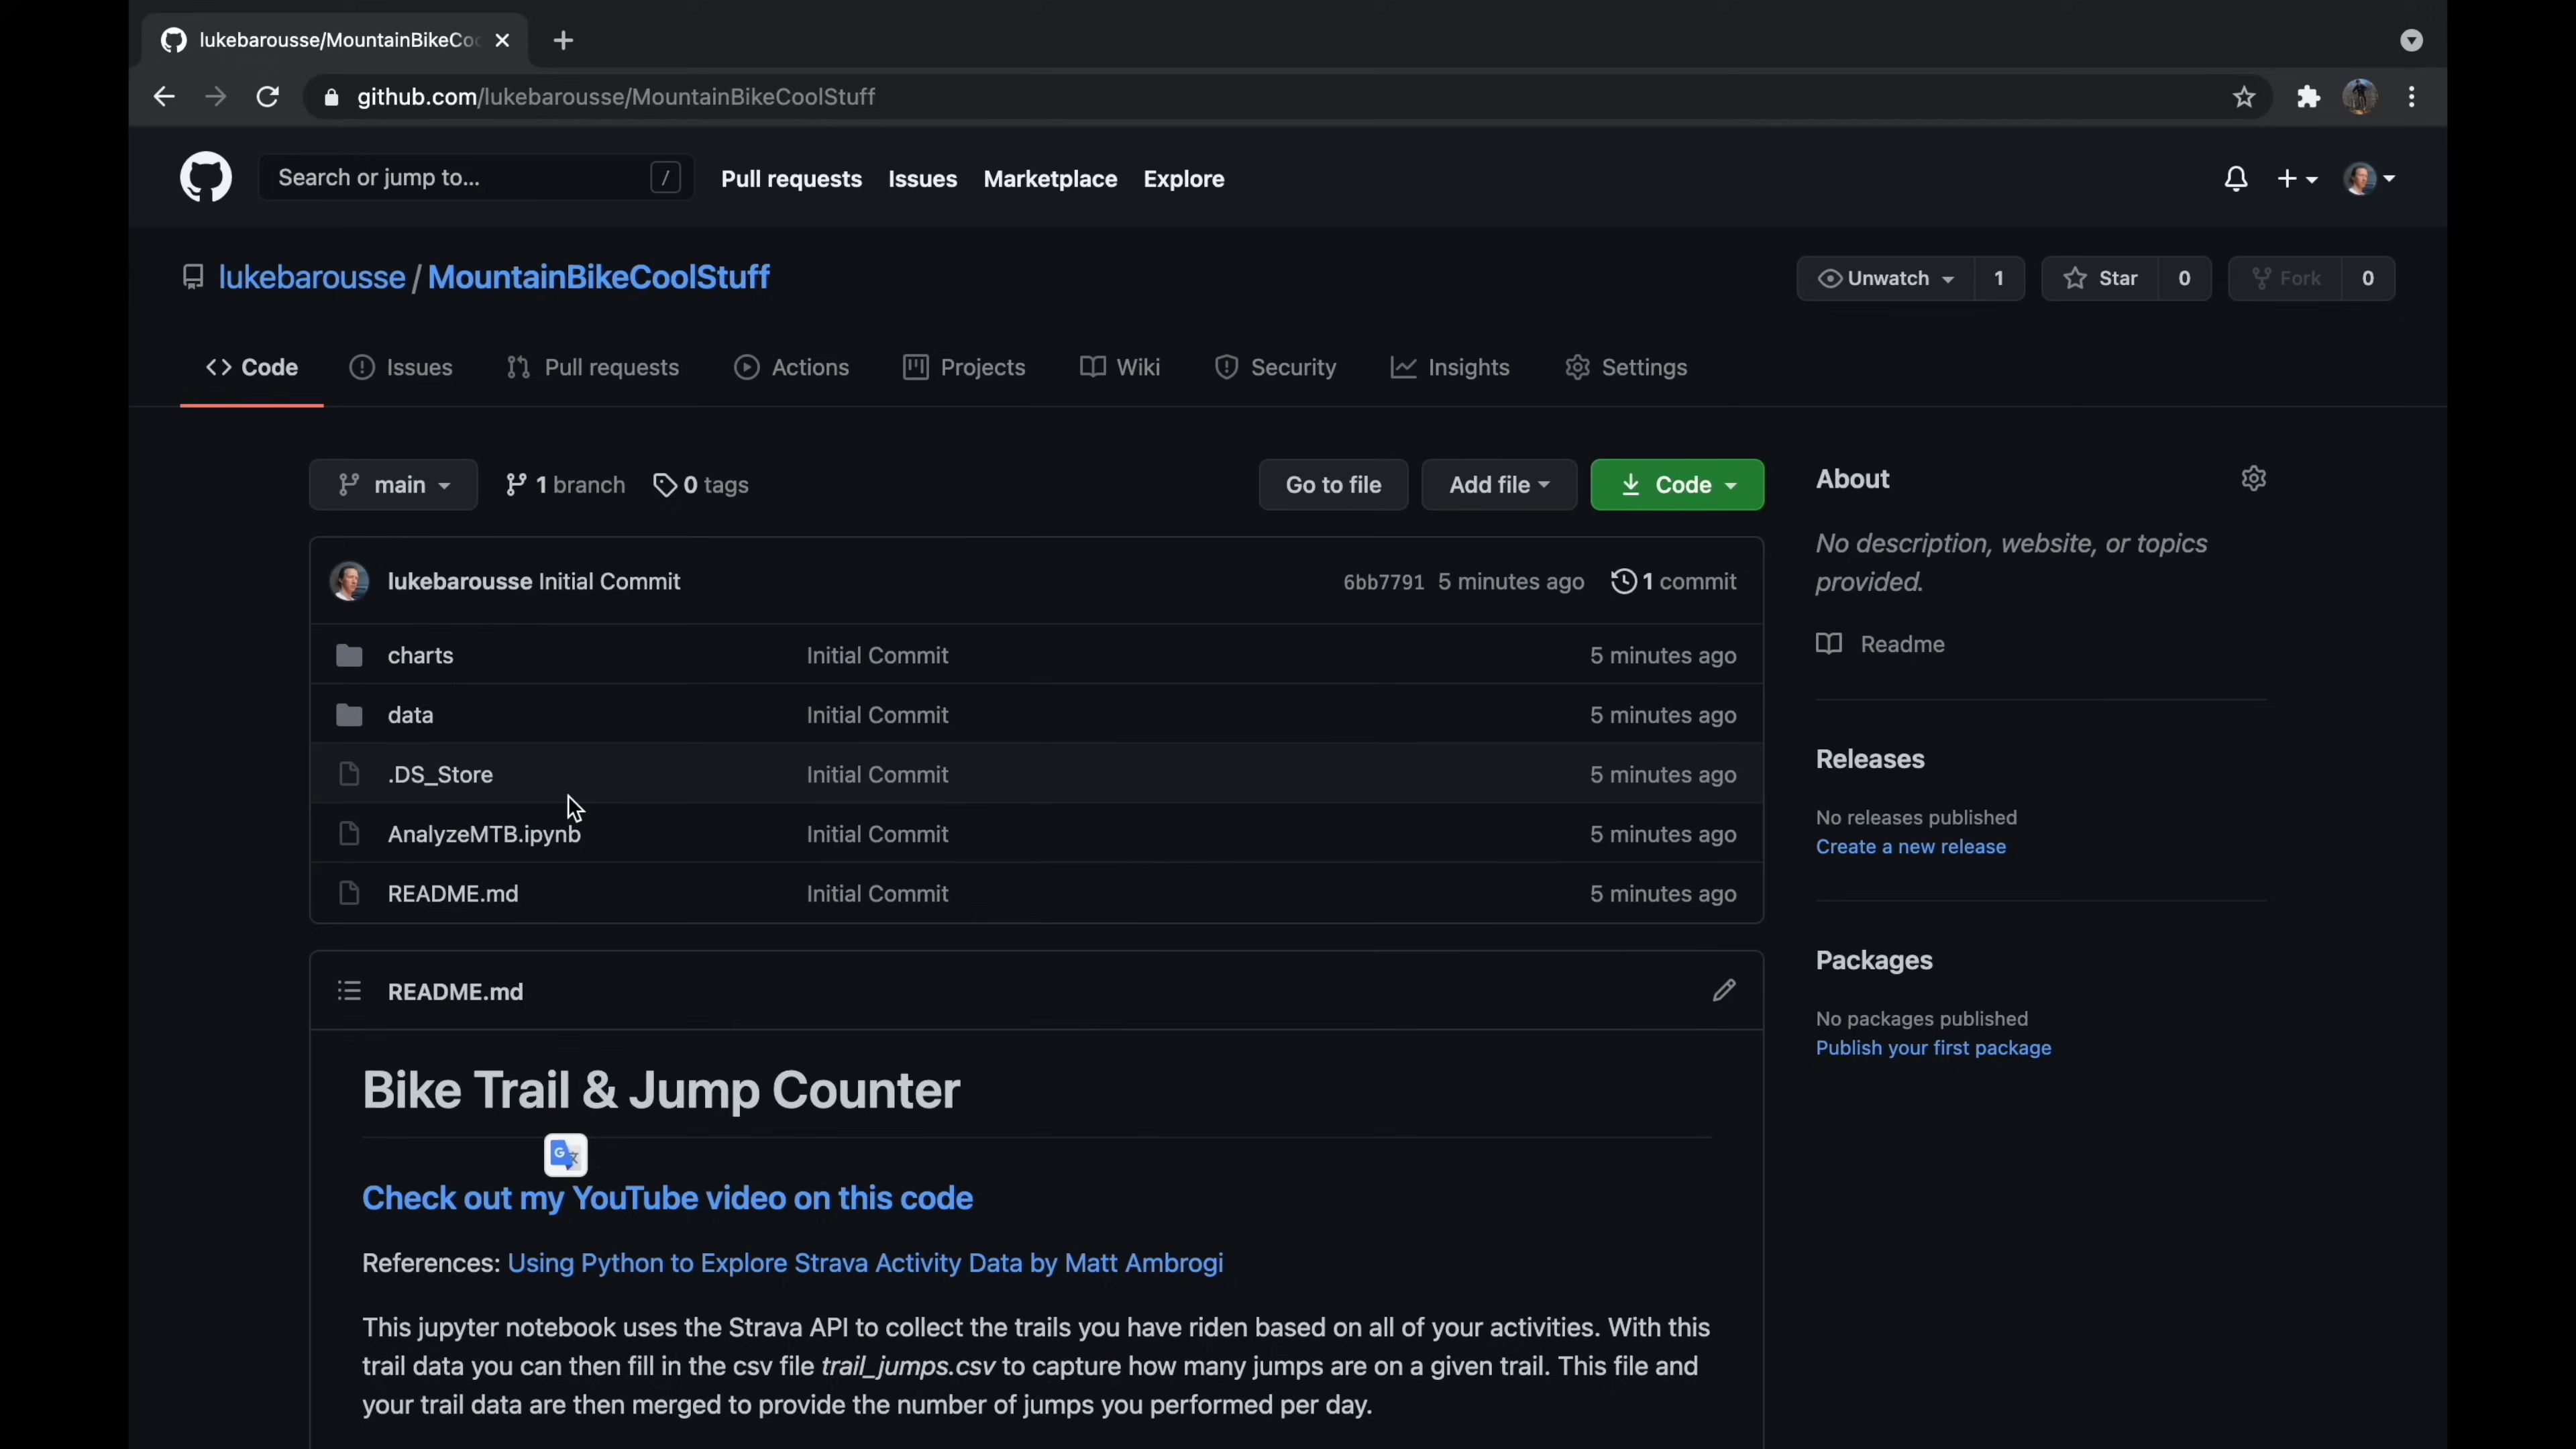 lukebarousse/MountainBikeCoo
github.com/lukebarousse/MountainBikeCoolStuff
Search or jump to... / Pull requests Issues Marketplace Explore
lukebarousse / MountainBikeCoolStuff Unwatch 1 Star 0 Fork 0
Code Issues Pull requests Actions Projects Wiki Security Insights Settings
main 1 branch 0 tags Go to file Add file Code About
No description, website, or topics
provided.
lukebarousse Initial Commit 6bb7791 5 minutes ago 1 commit
charts Initial Commit 5 minutes ago
Readme
data Initial Commit 5 minutes ago
.DS_Store Initial Commit 5 minutes ago
Releases
AnalyzeMTB.ipynb Initial Commit 5 minutes ago
No releases published
Create a new release
README.md Initial Commit 5 minutes ago
Packages
No packages published
Publish your first package
README.md
Bike Trail & Jump Counter
Check out my YouTube video on this code
References: Using Python to Explore Strava Activity Data by Matt Ambrogi
This jupyter notebook uses the Strava API to collect the trails you have riden based on all of your activities. With this
trail data you can then fill in the csv file trail_jumps.csv to capture how many jumps are on a given trail. This file and
your trail data are then merged to provide the number of jumps you performed per day.